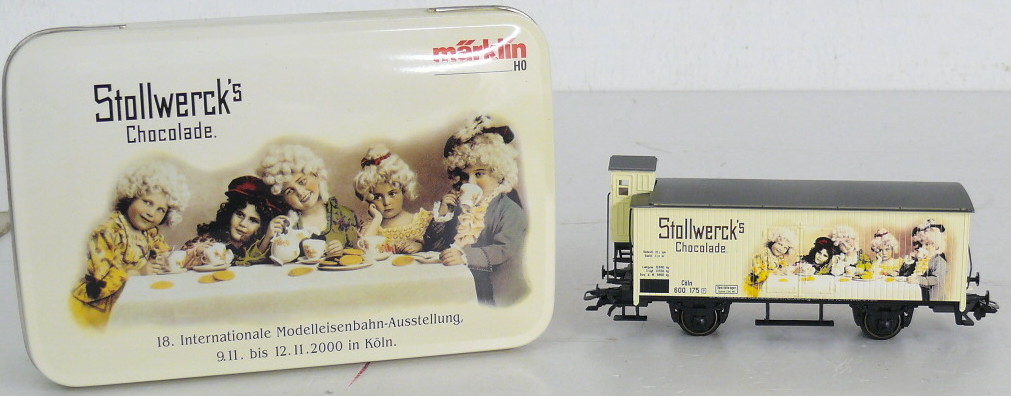 märklin
H0
Stollwerck's
Chocolade.
18. Internationale Modelleisenbahn-Ausstellung,
9.11. bis 12.11.2000 in Köln.
Stollwerck's
Chocolade.
Cöln
600 175